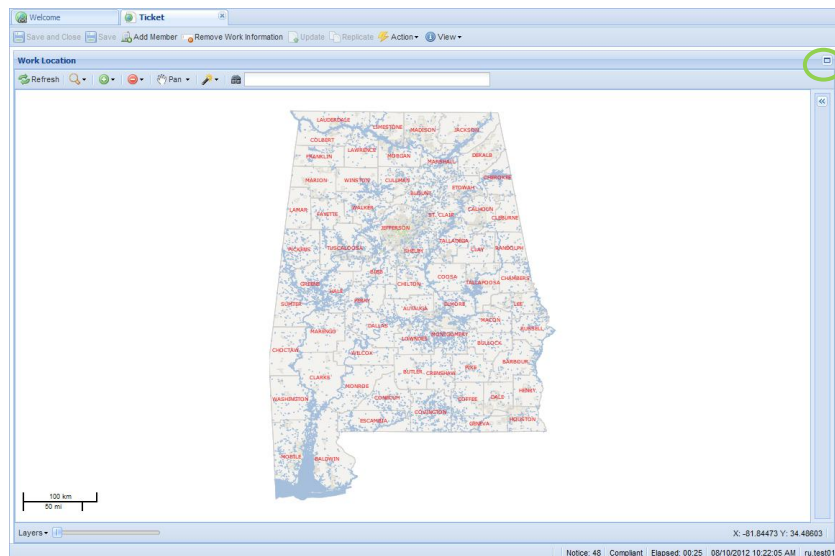 Welcome Ticket
Save and Close Save Add Member Remove Work Information Update Replicate Action View
Work Location
Refresh Pan
LAUDERDALE
LIMESTONE MADISON JACKSON
COLBERT
LAWRENCE
FRANKLIN MORGAN MARSHALL DEKALB
MARION WINSTON CULLMAN CHEROKEE
BLOUNT ETOWAH
LAMAR FAYETTE WALKER ST. CLAIR CALHOUN CLEBURNE
JEFFERSON
PICKENS TUSCALOOSA SHELBY TALLADEGA CLAY RANDOLPH
BIBB
GREENE HALE CHILTON COOSA TALLAPOOSA CHAMBERS
SUMTER PERRY AUTAUGA ELMORE LEE
MARENGO DALLAS MACON RUSSELL
LOWNDES MONTGOMERY BULLOCK
CHOCTAW WILCOX
CLARKE BUTLER CRENSHAW PIKE BARBOUR
MONROE
WASHINGTON CONECUH COFFEE DALE HENRY
ESCAMBIA COVINGTON GENEVA HOUSTON
MOBILE BALDWIN
100 km
50 mi
Layers X: -81.84473 Y: 34.48603
Notice: 48 Compliant Elapsed: 00:25 08/10/2012 10:22:05 AM ru.test01